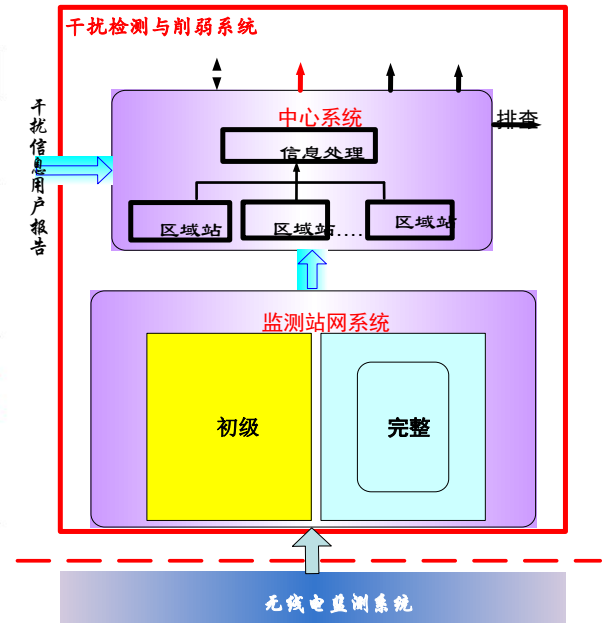 干扰检测与削弱系统
干扰信息用户报告
中心系统
排查
信息处理
区域站
区域站....
区域站
监测站网系统
初级
完整
无线电监测系统